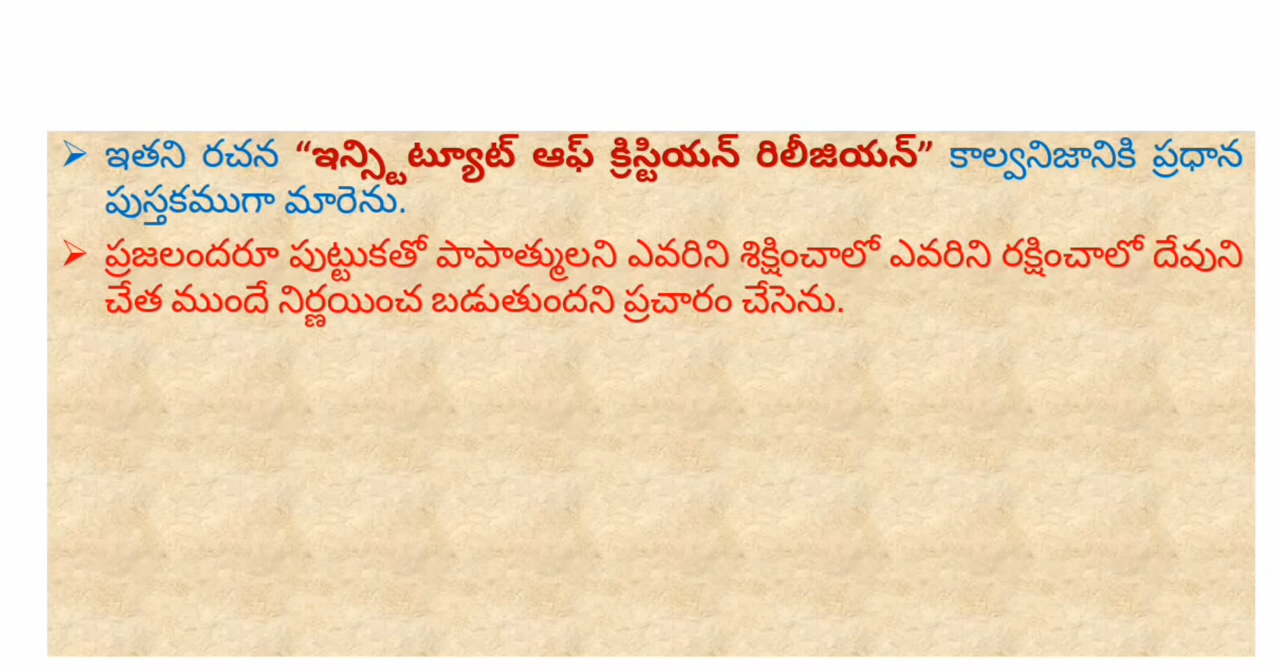 ➢ ఇతని రచన “ఇన్స్టిట్యూట్ ఆఫ్ క్రిస్టియన్ రిలీజియన్” కాల్వనిజానికి ప్రధాన
పుస్తకముగా మారెను.
➢ ప్రజలందరూ పుట్టుకతో పాపాత్ములని ఎవరిని శిక్షించాలో ఎవరిని రక్షించాలో దేవుని
చేత ముందే నిర్ణయించ బడుతుందని ప్రచారం చేసెను.